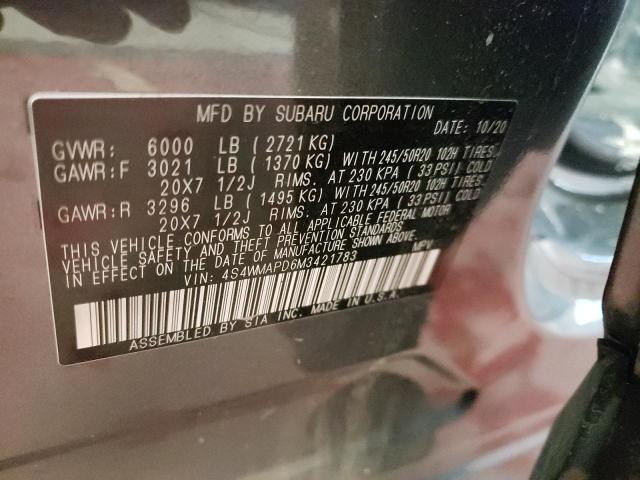 MFD BY SUBARU CORPORATION
DATE: 10/20
GVWR: 6000 LB ( 2721 KG)
GAWR:F 3021 LB ( 1370 KG) WITH 245/50R20 102H TIRES,
20X7 1/2J RIMS. AT 230 KPA ( 33 PSI) COLD
GAWR:R 3296 LB ( 1495 KG) WITH 245/50R20 102H TIRES,
20X7 1/2J RIMS. AT 230 KPA ( 33 PSI) COLD
THIS VEHICLE CONFORMS TO ALL APPLICABLE FEDERAL MOTOR
VEHICLE SAFETY AND THEFT PREVENTION STANDARDS
IN EFFECT ON THE DATE OF MANUFACTURE SHOWN ABOVE.
VIN: 4S4WMAPD6M3421783 MPV
ASSEMBLED BY SIA INC. MADE IN U.S.A.